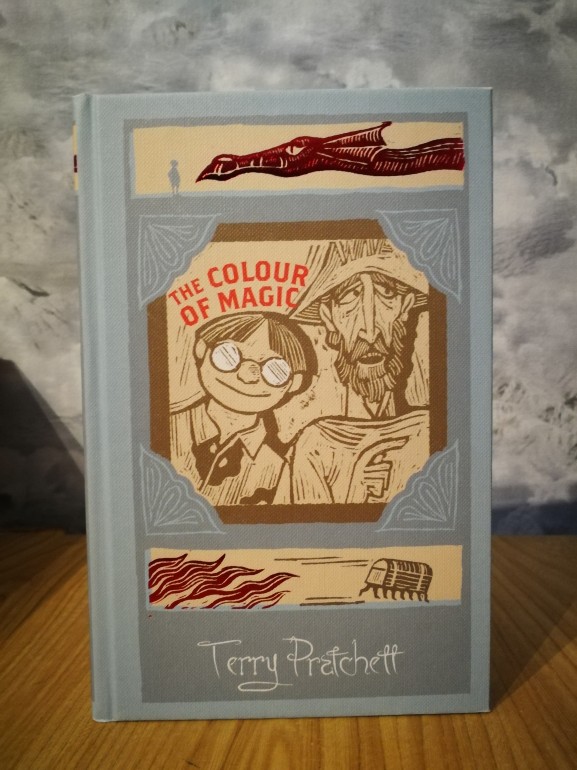 THE COLOUR
OF MAGIC
Terry Pratchett